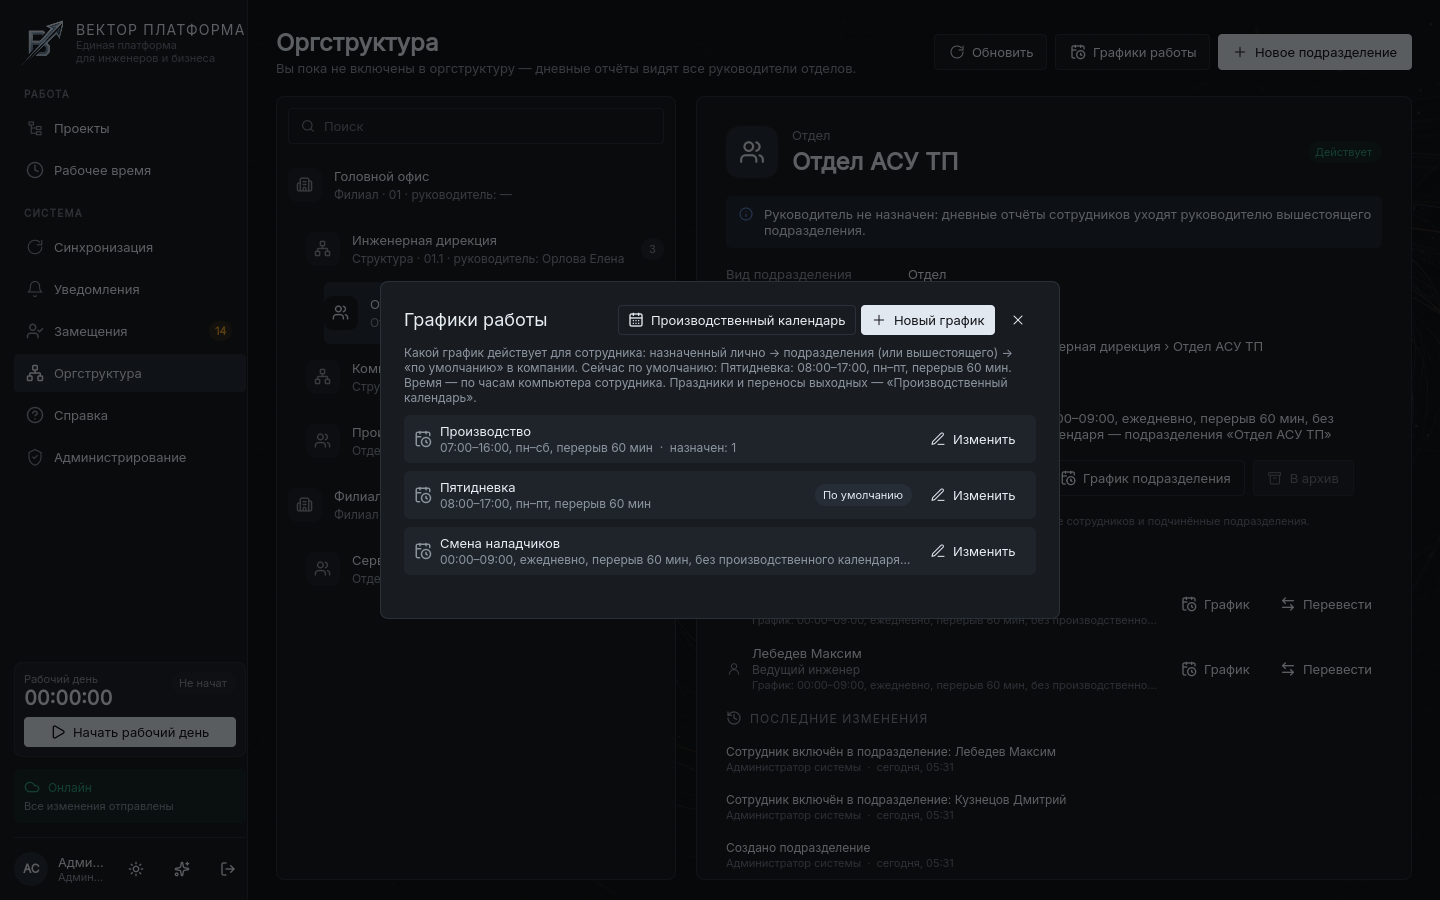 ВЕКТОР ПЛАТФОРМА
Единая платформа
для инженеров и бизнеса
РАБОТА
Проекты
Рабочее время
СИСТЕМА
Синхронизация
Уведомления
Замещения
14
Оргструктура
Справка
Администрирование
Рабочий день
Не начат
00:00:00
Начать рабочий день
Онлайн
Все изменения отправлены
АС
Адми...
Админ...
Оргструктура
Вы пока не включены в оргструктуру — дневные отчёты видят все руководители отделов.
Обновить
Графики работы
Новое подразделение
Поиск
Головной офис
Филиал · 01 · руководитель: —
Инженерная дирекция
Структура · 01.1 · руководитель: Орлова Елена
3
Отдел
Отдел АСУ ТП
Действует
Руководитель не назначен: дневные отчёты сотрудников уходят руководителю вышестоящего
подразделения.
Вид подразделения
Отдел
Графики работы
Производственный календарь
Новый график
Какой график действует для сотрудника: назначенный лично → подразделения (или вышестоящего) →
«по умолчанию» в компании. Сейчас по умолчанию: Пятидневка: 08:00–17:00, пн–пт, перерыв 60 мин.
Время — по часам компьютера сотрудника. Праздники и переносы выходных — «Производственный
календарь».
Производство
07:00–16:00, пн–сб, перерыв 60 мин · назначен: 1
Изменить
Пятидневка
08:00–17:00, пн–пт, перерыв 60 мин
По умолчанию
Изменить
Смена наладчиков
00:00–09:00, ежедневно, перерыв 60 мин, без производственного календаря...
Изменить
ерная дирекция › Отдел АСУ ТП
00–09:00, ежедневно, перерыв 60 мин, без
ендаря — подразделения «Отдел АСУ ТП»
График подразделения
В архив
е сотрудников и подчинённые подразделения.
График: 00:00–09:00, ежедневно, перерыв 60 мин, без производственно...
График
Перевести
Лебедев Максим
Ведущий инженер
График: 00:00–09:00, ежедневно, перерыв 60 мин, без производственно...
График
Перевести
ПОСЛЕДНИЕ ИЗМЕНЕНИЯ
Сотрудник включён в подразделение: Лебедев Максим
Администратор системы · сегодня, 05:31
Сотрудник включён в подразделение: Кузнецов Дмитрий
Администратор системы · сегодня, 05:31
Создано подразделение
Администратор системы · сегодня, 05:31